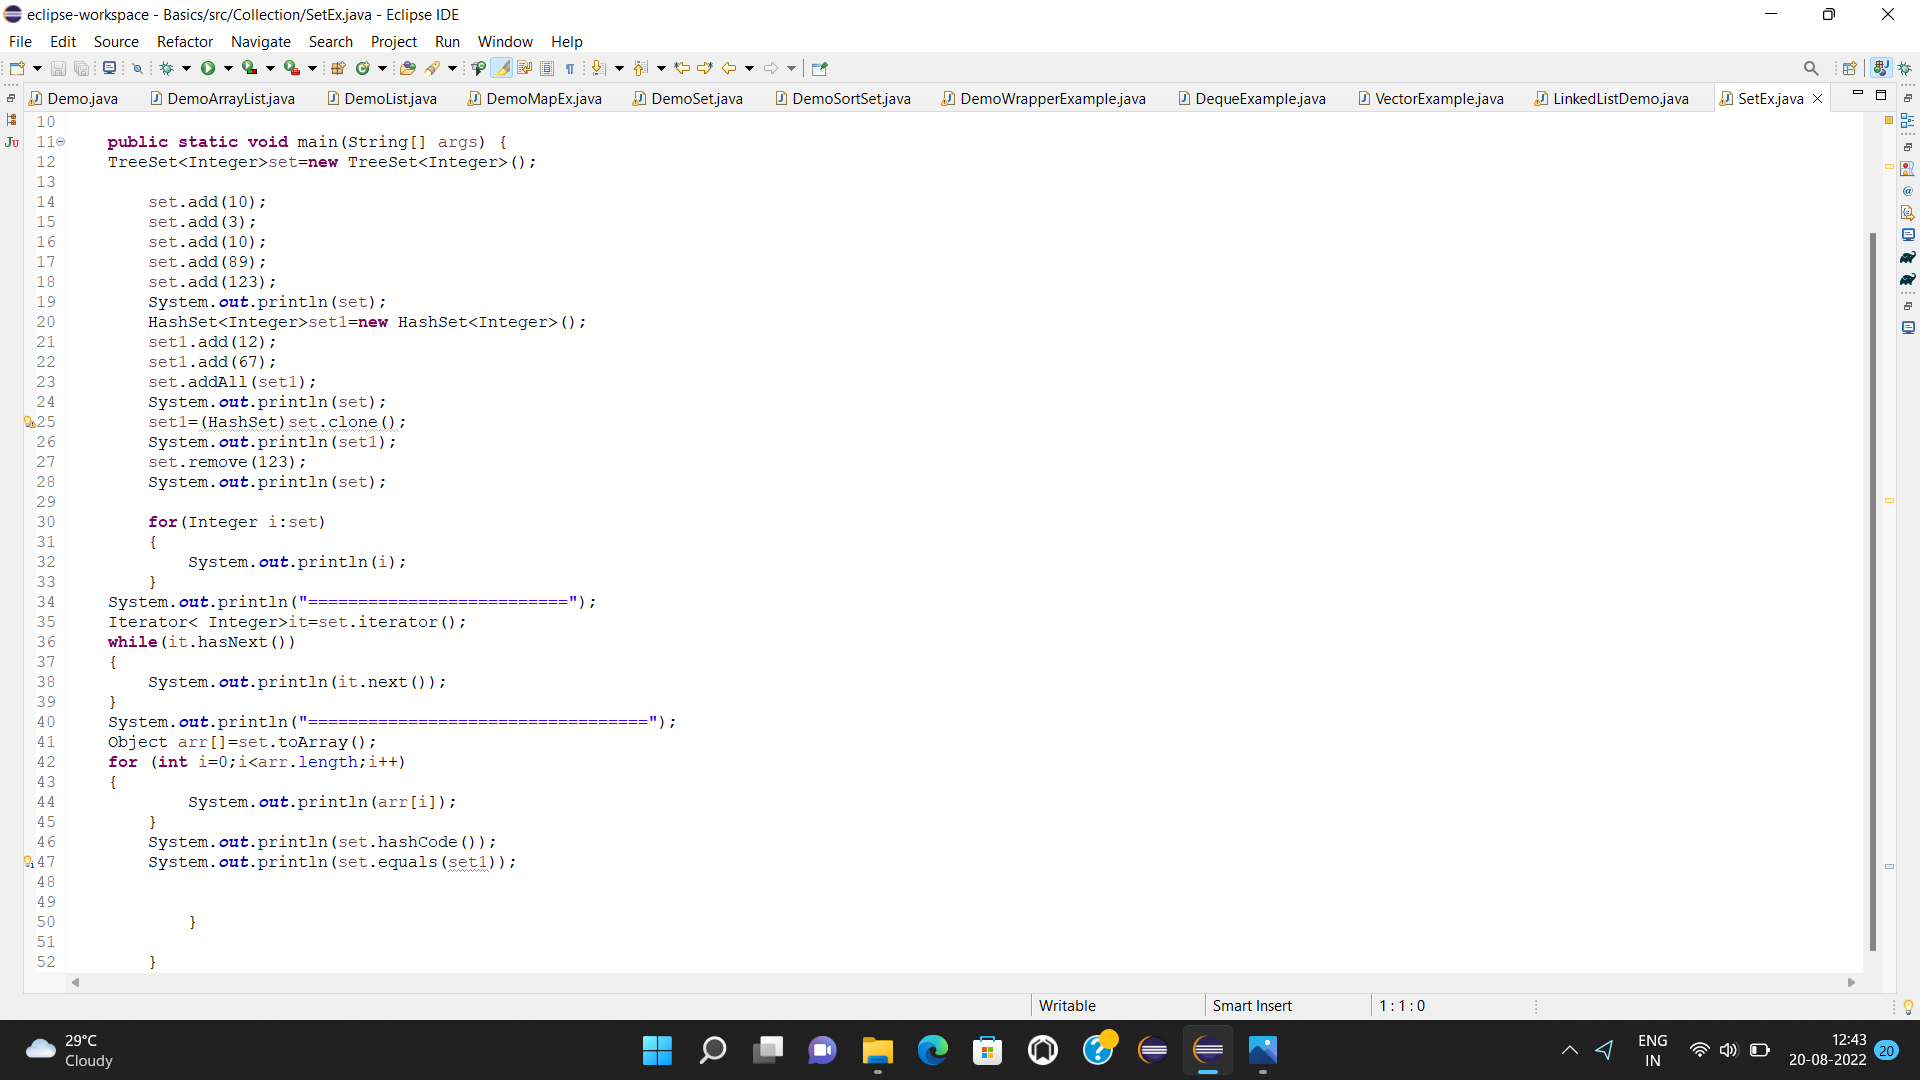 eclipse-workspace - Basics/src/Collection/SetEx.java - Eclipse IDE
File Edit Source Refactor Navigate Search Project Run Window Help
Demo.java DemoArrayList.java DemoList.java DemoMapEx.java DemoSet.java DemoSortSet.java DemoWrapperExample.java DequeExample.java VectorExample.java LinkedListDemo.java SetEx.java
10
11 public static void main(String[] args) {
12 TreeSet<Integer>set=new TreeSet<Integer>();
13
14 set.add(10);
15 set.add(3);
16 set.add(10);
17 set.add(89);
18 set.add(123);
19 System.out.println(set);
20 HashSet<Integer>set1=new HashSet<Integer>();
21 set1.add(12);
22 set1.add(67);
23 set.addAll(set1);
24 System.out.println(set);
25 set1=(HashSet)set.clone();
26 System.out.println(set1);
27 set.remove(123);
28 System.out.println(set);
29
30 for(Integer i:set)
31 {
32 System.out.println(i);
33 }
34 System.out.println("==========================");
35 Iterator< Integer>it=set.iterator();
36 while(it.hasNext())
37 {
38 System.out.println(it.next());
39 }
40 System.out.println("==================================");
41 Object arr[]=set.toArray();
42 for (int i=0;i<arr.length;i++)
43 {
44 System.out.println(arr[i]);
45 }
46 System.out.println(set.hashCode());
47 System.out.println(set.equals(set1));
48
49
50 }
51
52 }
Writable Smart Insert 1 : 1 : 0
29°C
Cloudy
ENG
IN
12:43
20-08-2022
20